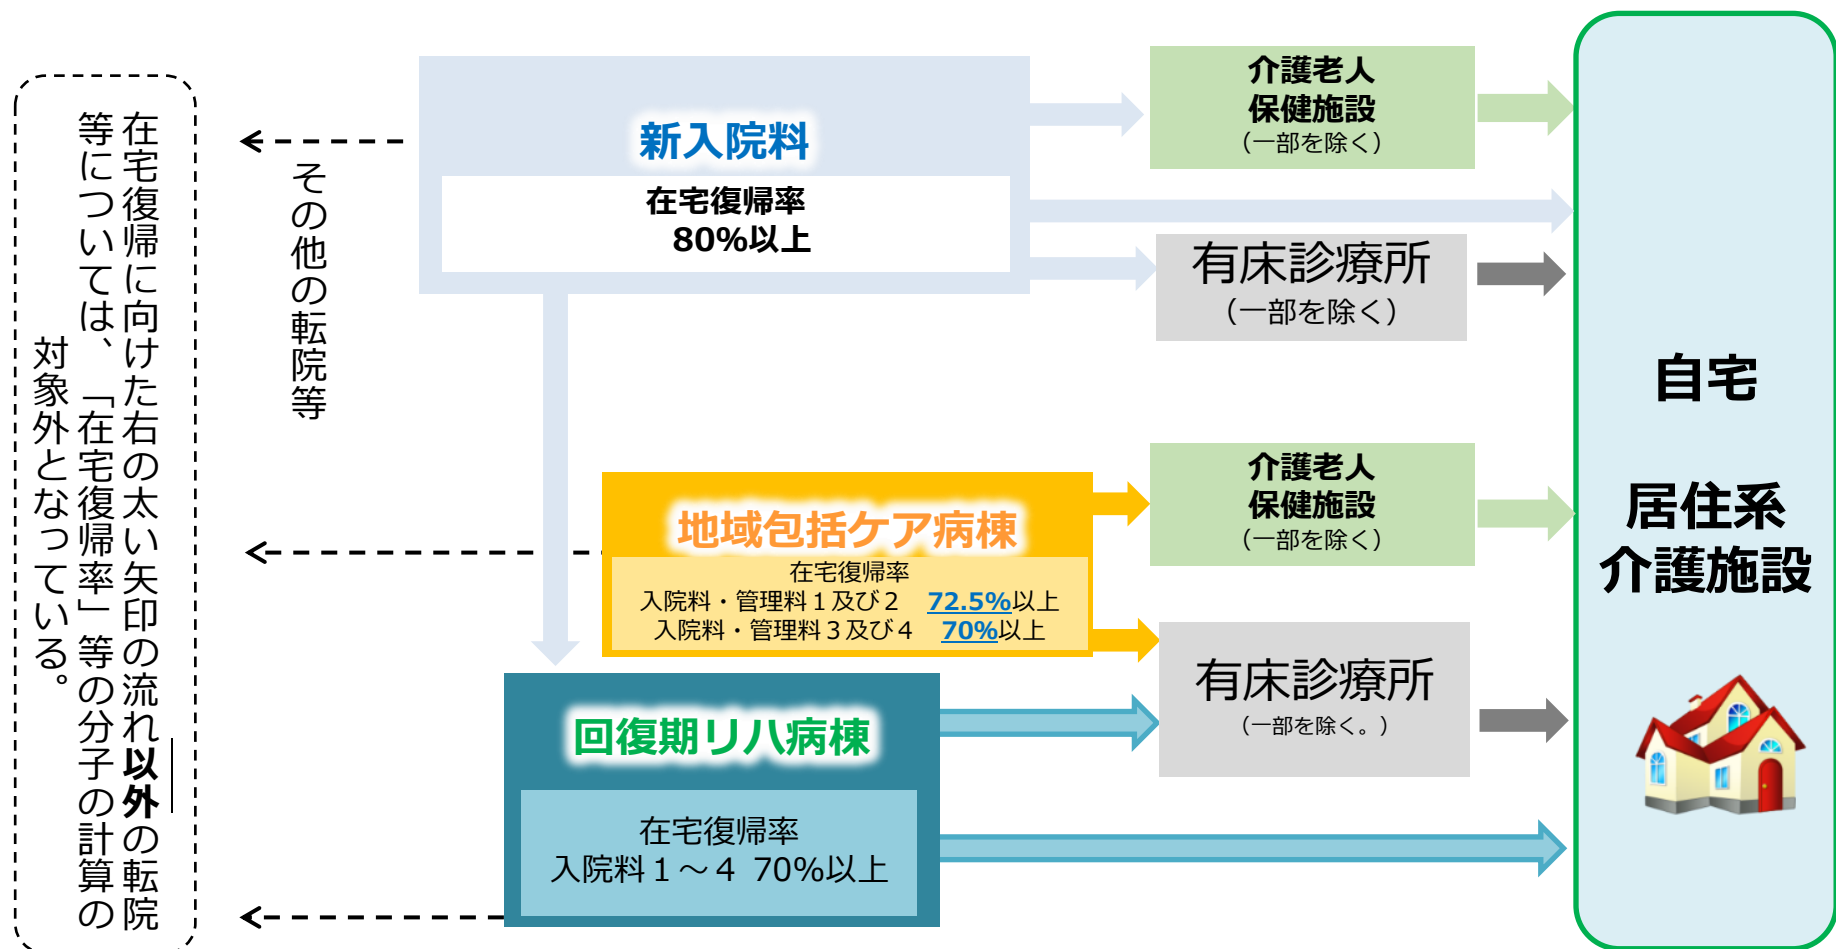 在宅復帰に向けた右の太い矢印の流れ以外の転院
等については、「在宅復帰率」等の分子の計算の
対象外となっている。
その他の転院等
新入院料
在宅復帰率
80%以上
介護老人
保健施設
（一部を除く）
有床診療所
（一部を除く）
地域包括ケア病棟
在宅復帰率
入院料・管理料１及び２　72.5%以上
入院料・管理料３及び４　70%以上
介護老人
保健施設
（一部を除く）
有床診療所
（一部を除く。）
回復期リハ病棟
在宅復帰率
入院料１～４ 70%以上
自宅
居住系
介護施設